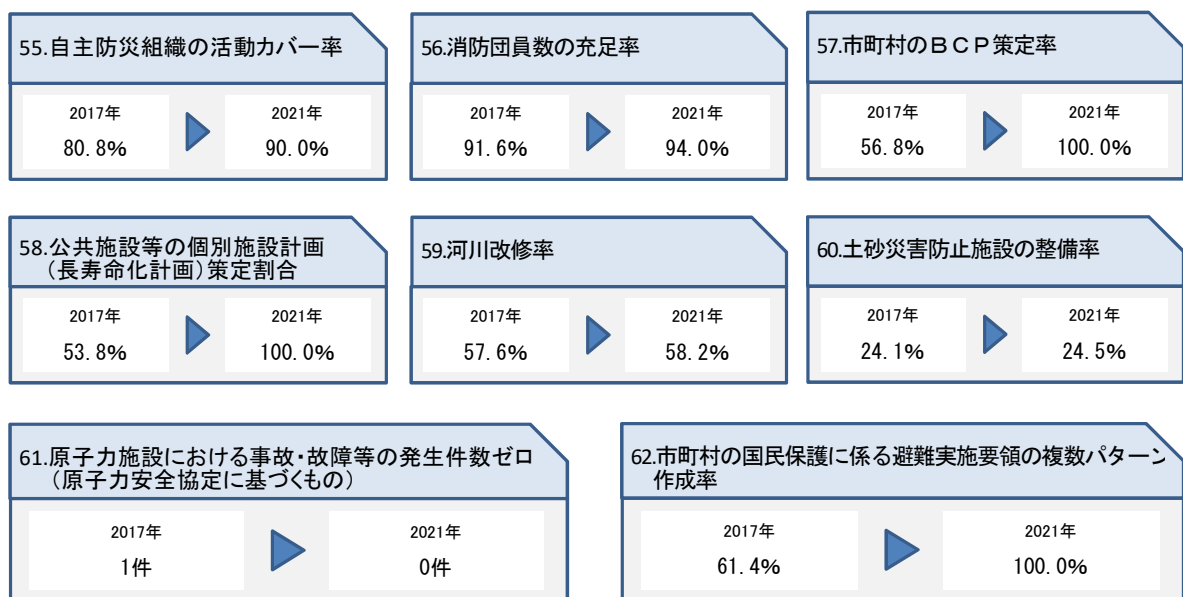 55.自主防災組織の活動カバー率
2017年
80.8%
2021年
90.0%
56.消防団員数の充足率
2017年
91.6%
2021年
94.0%
57.市町村のＢＣＰ策定率
2017年
56.8%
2021年
100.0%
58.公共施設等の個別施設計画
（長寿命化計画）策定割合
2017年
53.8%
2021年
100.0%
59.河川改修率
2017年
57.6%
2021年
58.2%
60.土砂災害防止施設の整備率
2017年
24.1%
2021年
24.5%
61.原子力施設における事故・故障等の発生件数ゼロ
（原子力安全協定に基づくもの）
2017年
1件
2021年
0件
62.市町村の国民保護に係る避難実施要領の複数パターン
作成率
2017年
61.4%
2021年
100.0%